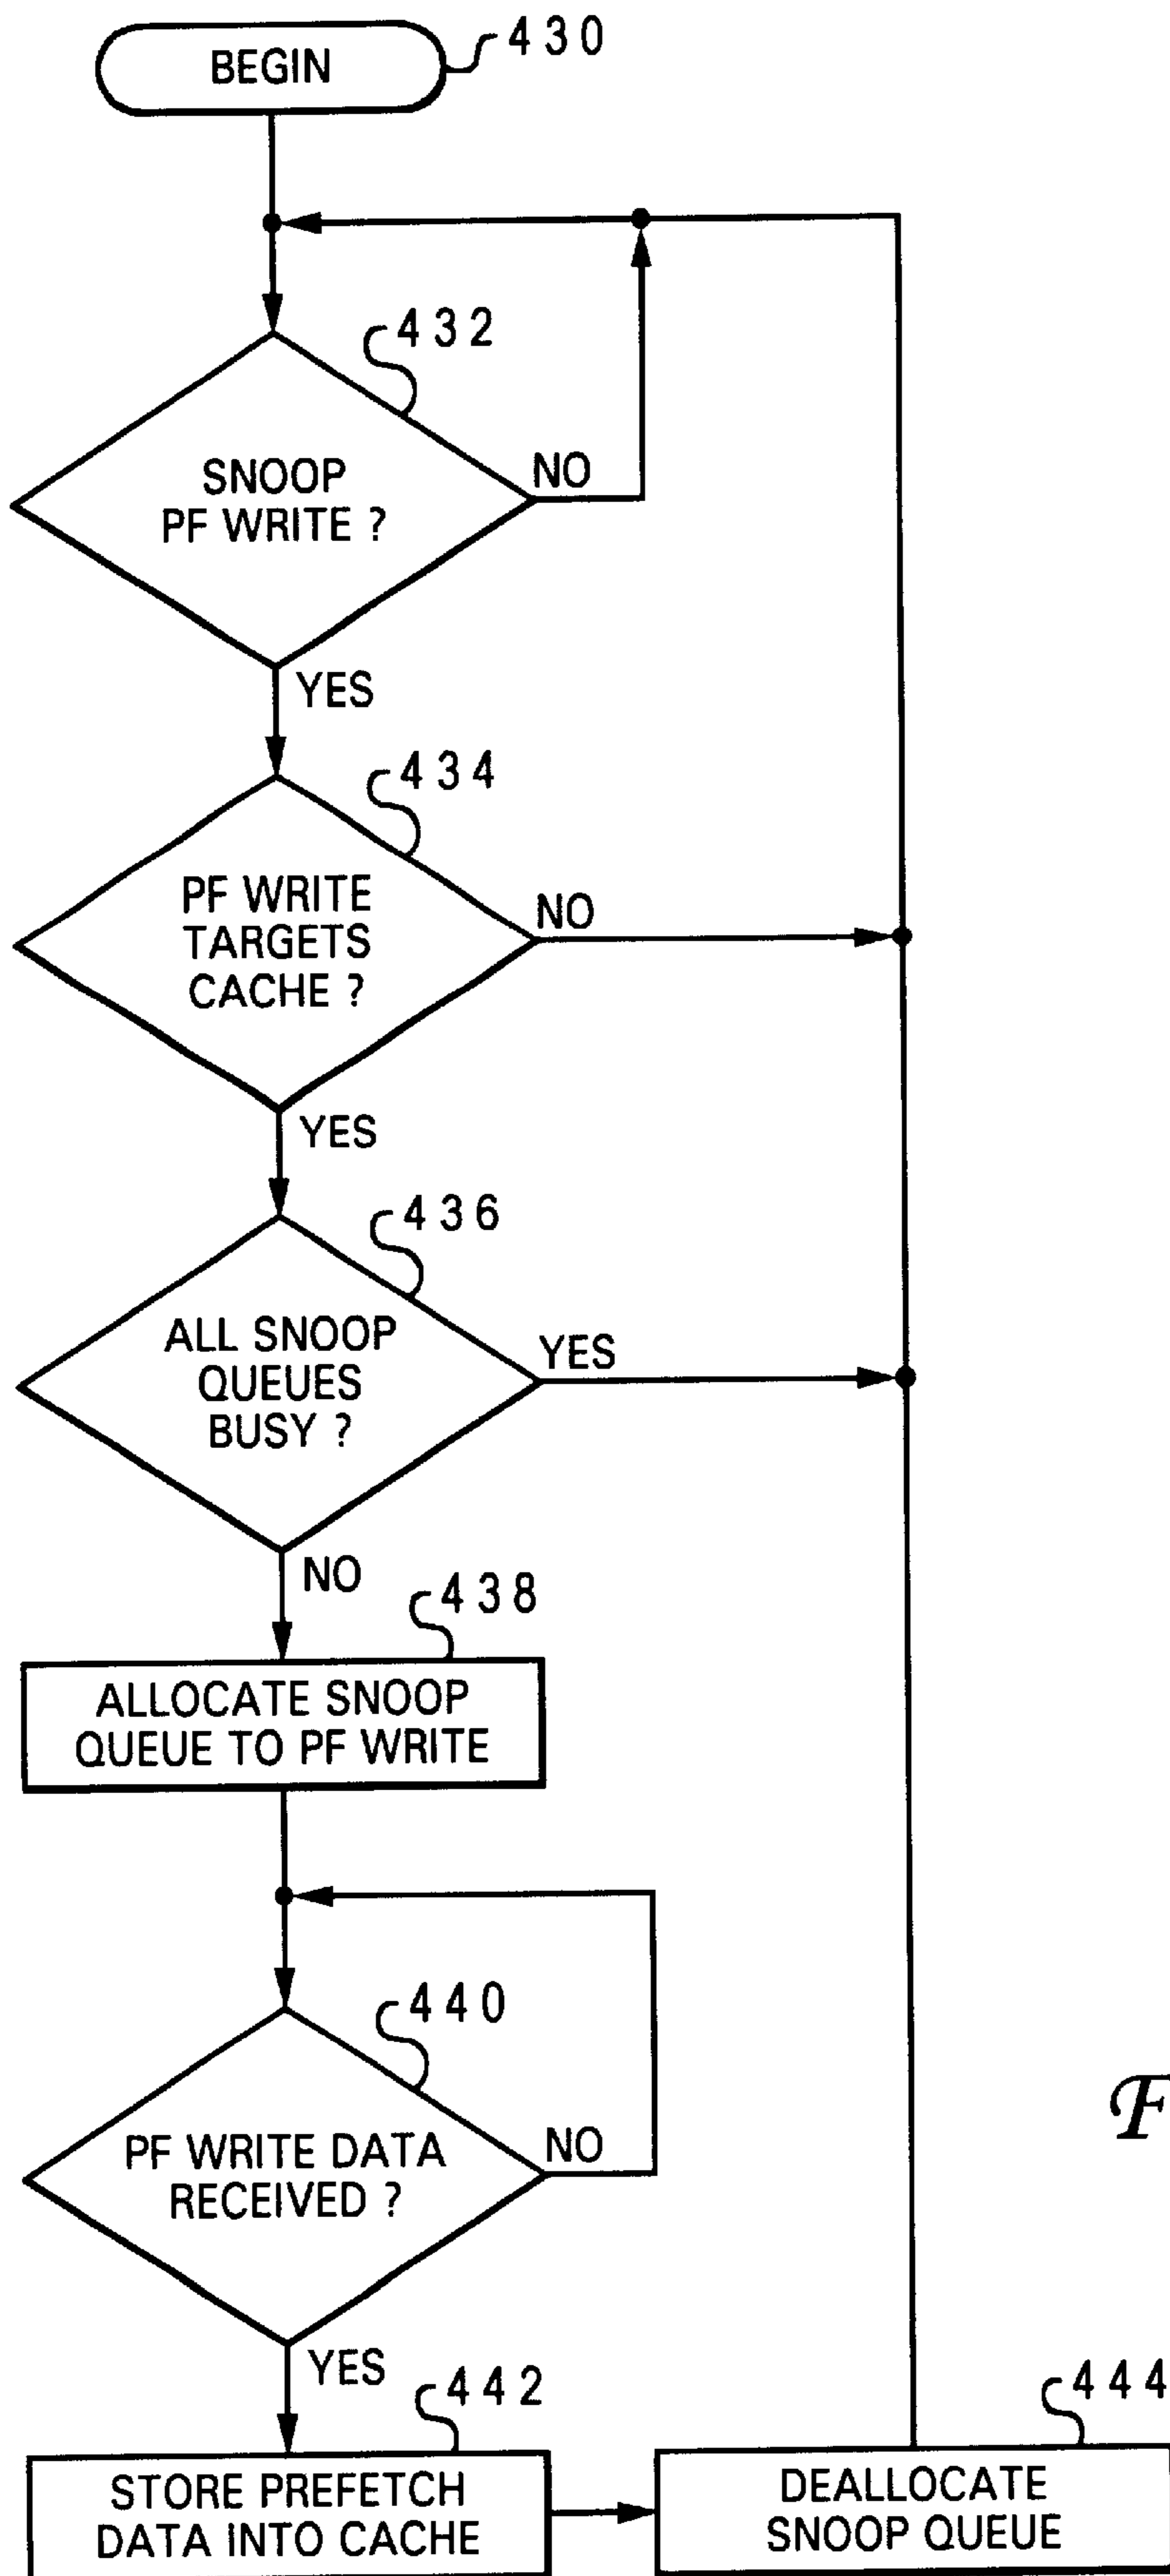 BEGIN
430
432
SNOOP
PF WRITE ?
NO
YES
434
PF WRITE
TARGETS
CACHE ?
NO
YES
436
ALL SNOOP
QUEUES
BUSY ?
YES
NO
438
ALLOCATE SNOOP
QUEUE TO PF WRITE
440
PF WRITE DATA
RECEIVED ?
NO
F
YES
442
STORE PREFETCH
DATA INTO CACHE
444
DEALLOCATE
SNOOP QUEUE